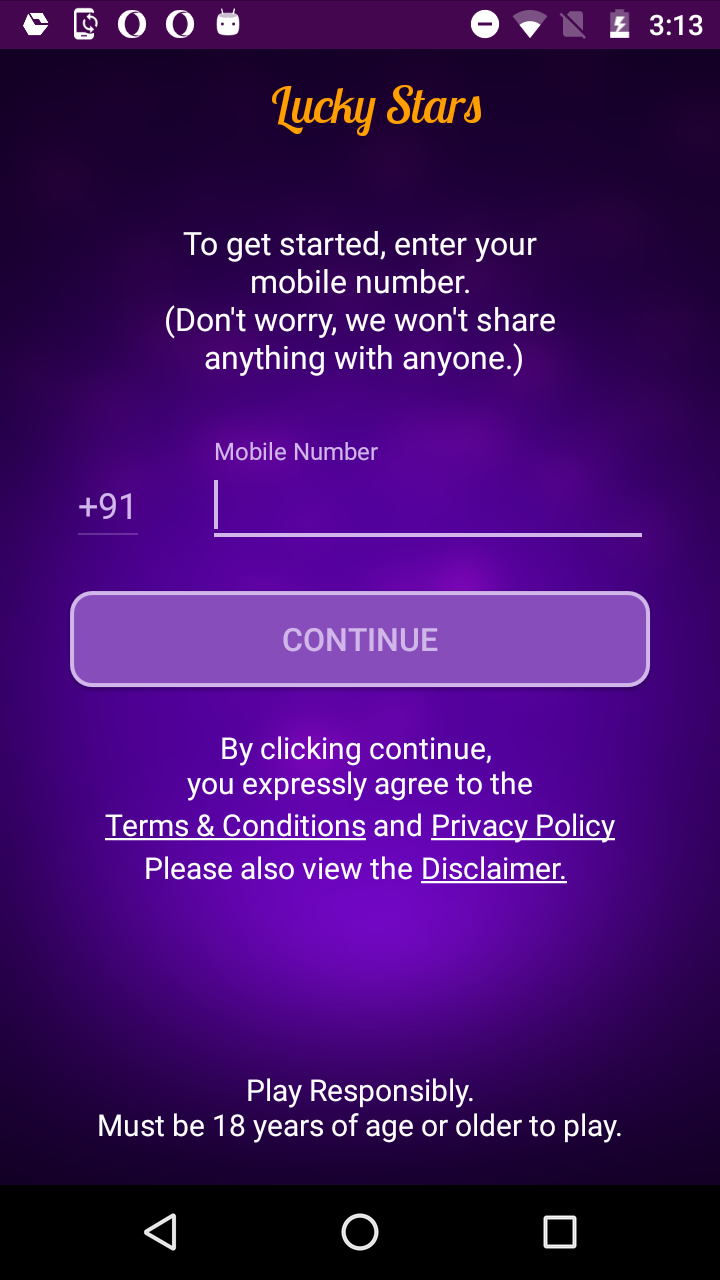 3:13
Lucky Stars
To get started, enter your
mobile number.
(Don't worry, we won't share
anything with anyone.)
Mobile Number
+91
CONTINUE
By clicking continue,
you expressly agree to the
Terms & Conditions and Privacy Policy
Please also view the Disclaimer.
Play Responsibly.
Must be 18 years of age or older to play.